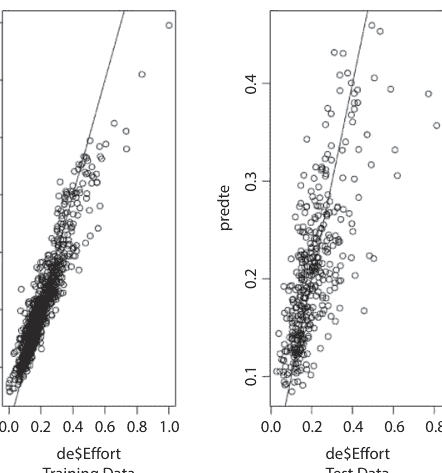 predte
0.4
0.3
0.2
0.1
0.0 0.2 0.4 0.6 0.8 1.0
0.0 0.2 0.4 0.6 0.8
de$Effort
de$Effort
Training Data
Test Data